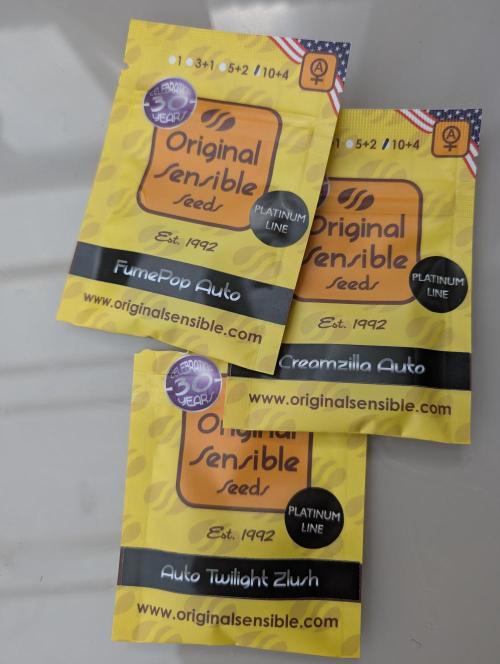 1 3+1 5+2 10+4
A
CELEBRATING
30
YEARS
Original
Sensible
Seeds
PLATINUM
LINE
Est. 1992
FumePop Auto
www.originalsensible.com
1 5+2 10+4
A
Original
Sensible
Seeds
PLATINUM
LINE
Est. 1992
Creamzilla Auto
www.originalsensible.com
CELEBRATING
30
YEARS
Original
Sensible
Seeds
PLATINUM
LINE
Est. 1992
Auto Twilight Zlush
www.originalsensible.com